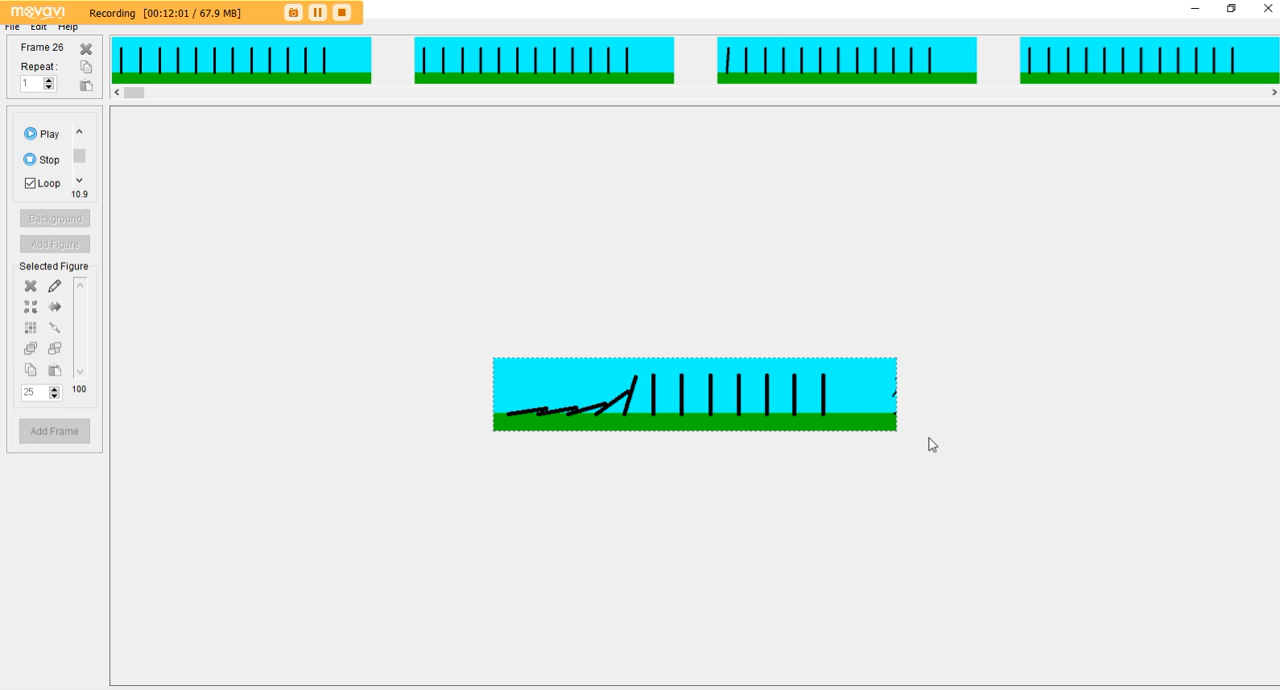 movavi Recording [00:12:01 / 67.9 MB]
File Edit Help
Frame 26
Repeat :
1
Play
Stop
Loop
10.9
Background
Add Figure
Selected Figure
25
100
Add Frame